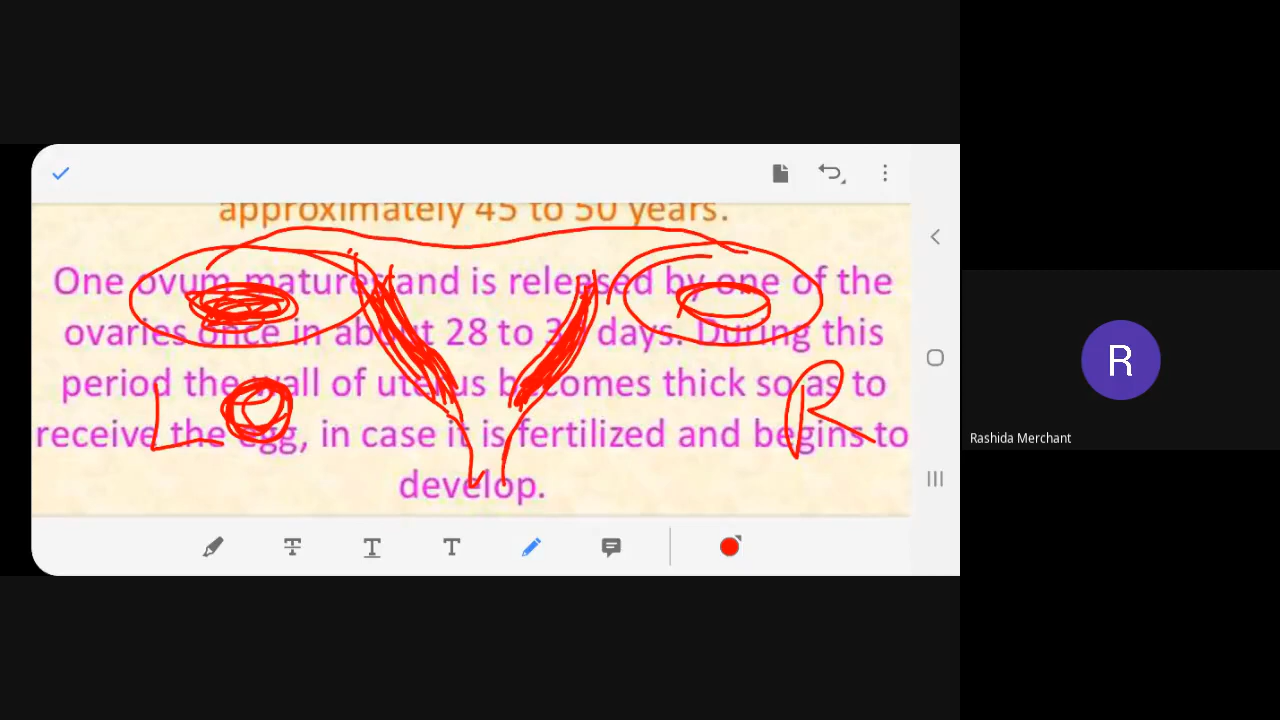 approximately 45 to 50 years.
One ovum matures and is released by one of the
ovaries once in about 28 to 30 days. During this
period the wall of uterus becomes thick so as to
receive the egg, in case it is fertilized and begins to
develop.
L
R
R
Rashida Merchant